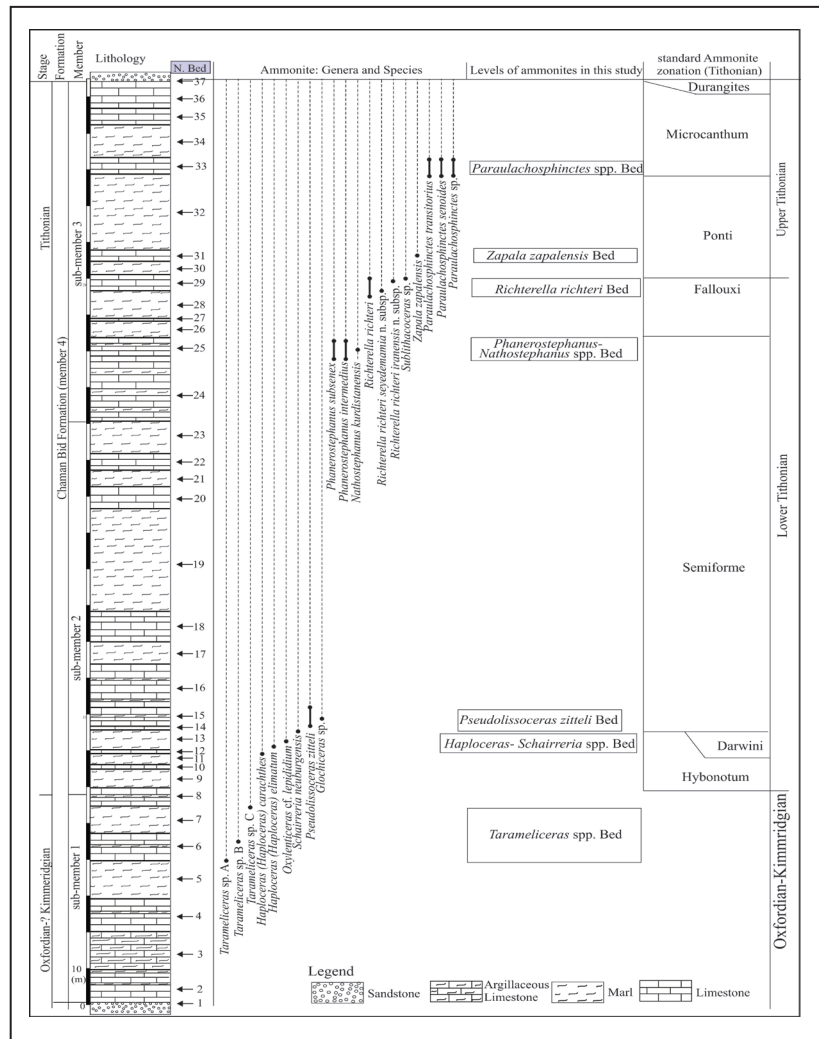 Stage
Formation
Member
Lithology
N. Bed
Ammonite: Genera and Species
Levels of ammonites in this study
standard Ammonite
zonation (Tithonian)
Tithonian
Oxfordian-? Kimmeridgian
Chaman Bid Formation (member 4)
sub-member 3
sub-member 2
sub-member 1
10
(m)
0
37
36
35
34
33
32
31
30
29
28
27
26
25
24
23
22
21
20
19
18
17
16
15
14
13
12
11
10
9
8
7
6
5
4
3
2
1
Tarameliceras sp. A
Tarameliceras sp. B
Tarameliceras sp. C
Haploceras (Haploceras) carachthes
Haploceras (Haploceras) elimatum
Oxylenticeras cf. lepididium
Schairreria neuburgensis
Pseudolissoceras zitteli
Glochiceras sp.
Phanerostephanus subsenex
Phanerostephanus intermedius
Nathostephanus kurdistanensis
Richterella richteri
Richterella richteri seyedemamia n. subsp.
Richterella richteri iranensis n. subsp.
Sublithacoceras sp.
Zapala zapalensis
Paraulachosphinctes transitorius
Paraulachosphinctes senoides
Paraulachosphinctes sp.
Paraulachosphinctes spp. Bed
Zapala zapalensis Bed
Richterella richteri Bed
Phanerostephanus-
Nathostephanus spp. Bed
Pseudolissoceras zitteli Bed
Haploceras- Schairreria spp. Bed
Tarameliceras spp. Bed
Durangites
Microcanthum
Ponti
Fallouxi
Semiforme
Darwini
Hybonotum
Upper Tithonian
Lower Tithonian
Oxfordian-Kimmridgian
Legend
Sandstone
Argillaceous
Limestone
Marl
Limestone